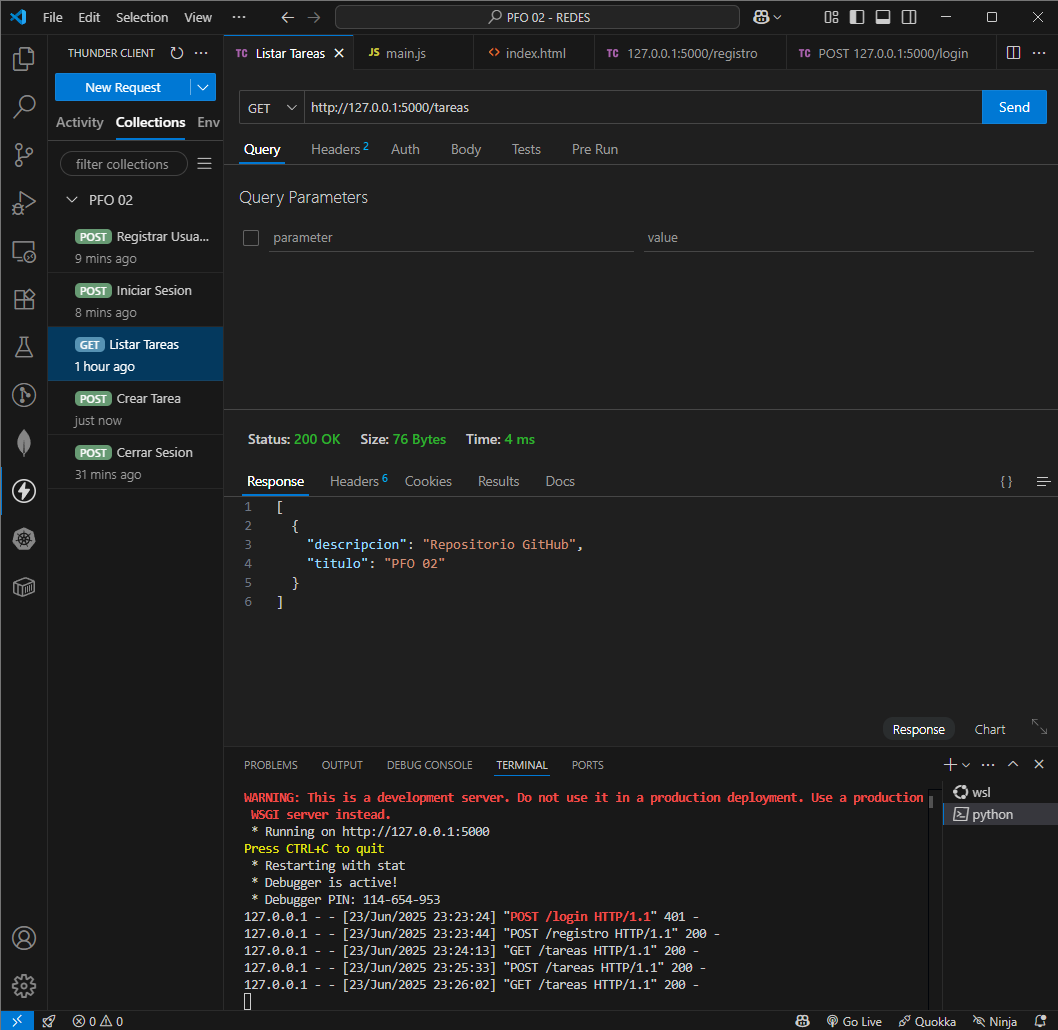 File Edit Selection View ··· PFO 02 - REDES
THUNDER CLIENT ···
New Request
Activity Collections Env
filter collections
PFO 02
POST Registrar Usua...
9 mins ago
POST Iniciar Sesion
8 mins ago
GET Listar Tareas
1 hour ago
POST Crear Tarea
just now
POST Cerrar Sesion
31 mins ago
TC Listar Tareas JS main.js <> index.html TC 127.0.0.1:5000/registro TC POST 127.0.0.1:5000/login ···
GET http://127.0.0.1:5000/tareas Send
Query Headers 2 Auth Body Tests Pre Run
Query Parameters
parameter value
Status: 200 OK Size: 76 Bytes Time: 4 ms
Response Headers 6 Cookies Results Docs {}
1 [
2 {
3 "descripcion": "Repositorio GitHub",
4 "titulo": "PFO 02"
5 }
6 ]
Response Chart
PROBLEMS OUTPUT DEBUG CONSOLE TERMINAL PORTS ···
WARNING: This is a development server. Do not use it in a production deployment. Use a production
WSGI server instead.
* Running on http://127.0.0.1:5000
Press CTRL+C to quit
* Restarting with stat
* Debugger is active!
* Debugger PIN: 114-654-953
127.0.0.1 - - [23/Jun/2025 23:23:24] "POST /login HTTP/1.1" 401 -
127.0.0.1 - - [23/Jun/2025 23:23:44] "POST /registro HTTP/1.1" 200 -
127.0.0.1 - - [23/Jun/2025 23:24:13] "GET /tareas HTTP/1.1" 200 -
127.0.0.1 - - [23/Jun/2025 23:25:33] "POST /tareas HTTP/1.1" 200 -
127.0.0.1 - - [23/Jun/2025 23:26:02] "GET /tareas HTTP/1.1" 200 -
wsl
python
0 0 Go Live Quokka Ninja